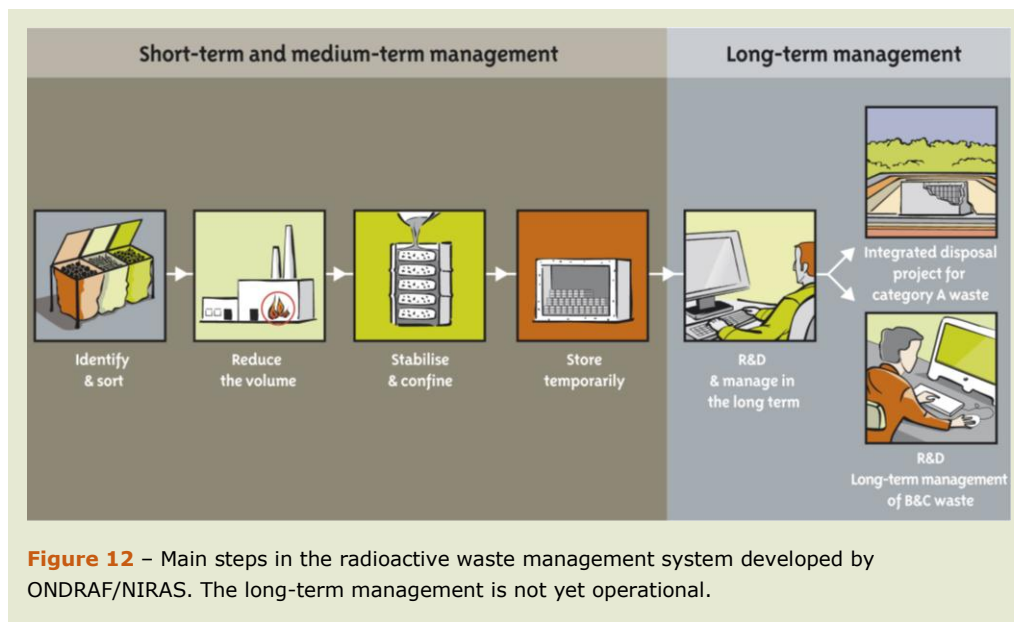 Short-term and medium-term management
Long-term management
Identify
& sort
Reduce
the volume
Stabilise
& confine
Store
temporarily
R&D
& manage in
the long term
Integrated disposal
project for
category A waste
R&D
Long-term management
of B&C waste
Figure 12 – Main steps in the radioactive waste management system developed by
ONDRAF/NIRAS. The long-term management is not yet operational.